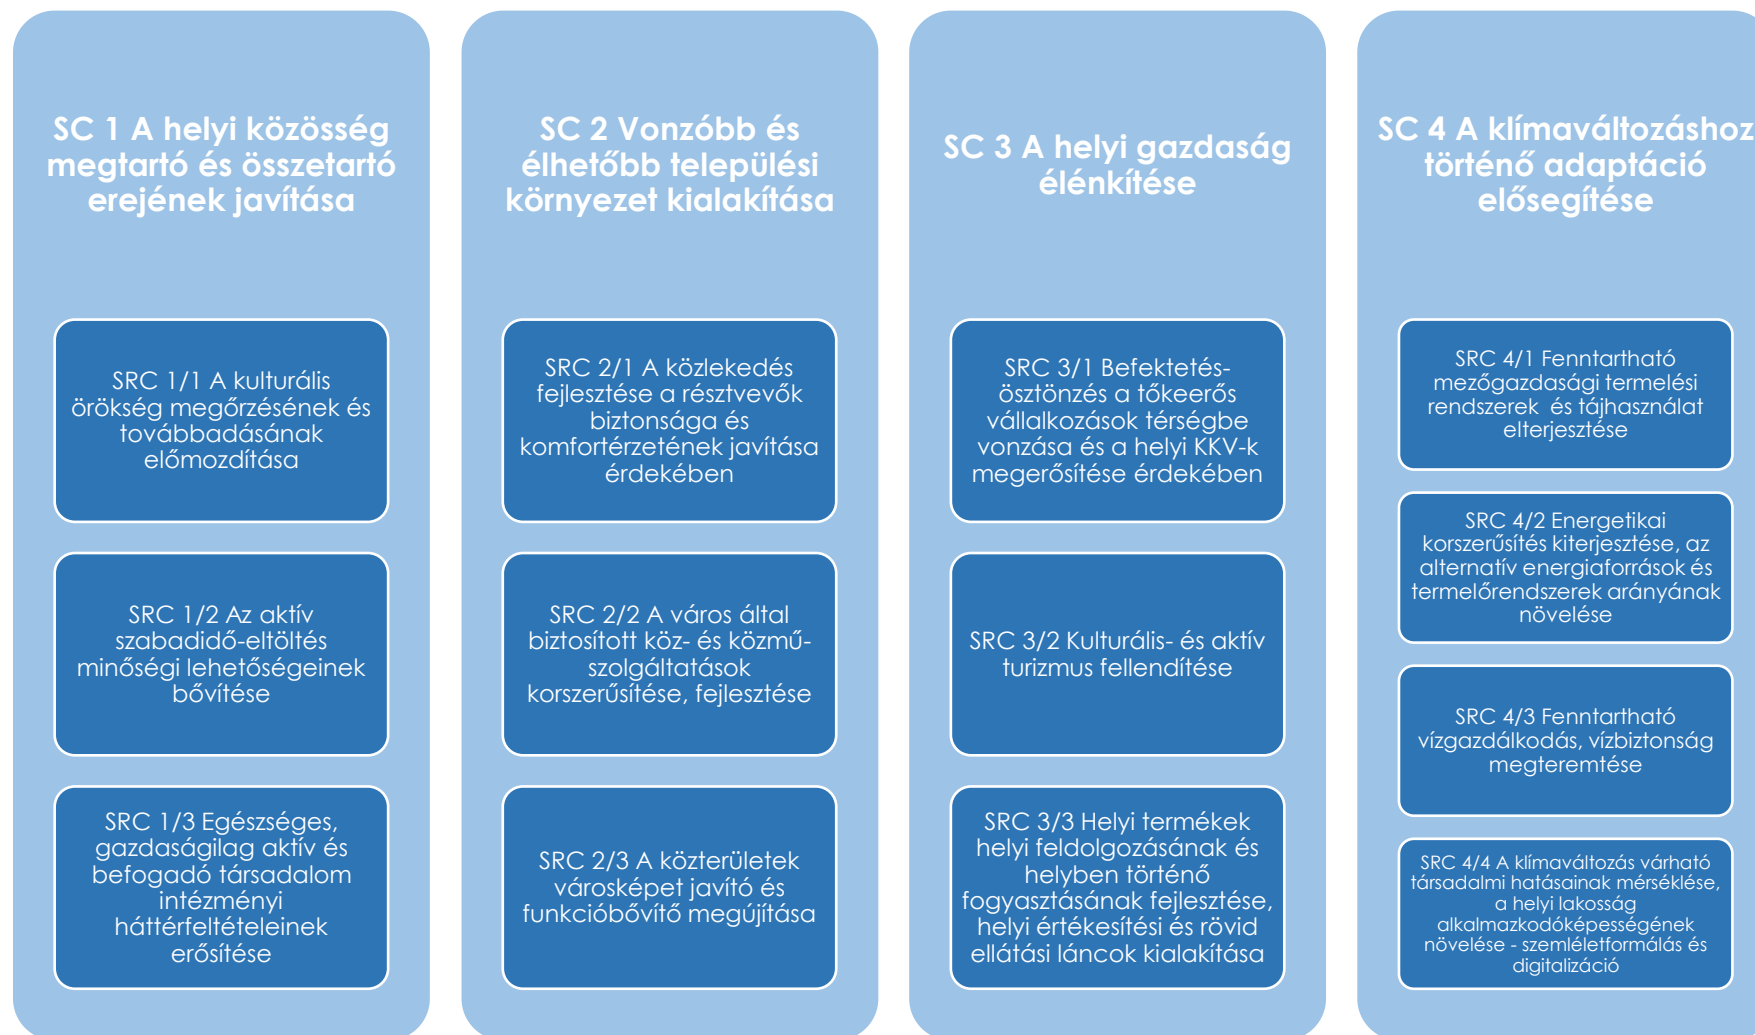 SC 1 A helyi közösség
megtartó és összetartó
erejének javítása
SRC 1/1 A kulturális
örökség megőrzésének és
továbbadásának
előmozdítása
SRC 1/2 Az aktív
szabadidő-eltöltés
minőségi lehetőségeinek
bővítése
SRC 1/3 Egészséges,
gazdaságilag aktív és
befogadó társadalom
intézményi
háttérfeltételeinek
erősítése
SC 2 Vonzóbb és
élhetőbb települési
környezet kialakítása
SRC 2/1 A közlekedés
fejlesztése a résztvevők
biztonsága és
komfortérzetének javítása
érdekében
SRC 2/2 A város által
biztosított köz- és közmű-
szolgáltatások
korszerűsítése, fejlesztése
SRC 2/3 A közterületek
városképet javító és
funkcióbővítő megújítása
SC 3 A helyi gazdaság
élénkítése
SRC 3/1 Befektetés-
ösztönzés a tőkeerős
vállalkozások térségbe
vonzása és a helyi KKV-k
megerősítése érdekében
SRC 3/2 Kulturális- és aktív
turizmus fellendítése
SRC 3/3 Helyi termékek
helyi feldolgozásának és
helyben történő
fogyasztásának fejlesztése,
helyi értékesítési és rövid
ellátási láncok kialakítása
SC 4 A klímaváltozáshoz
történő adaptáció
elősegítése
SRC 4/1 Fenntartható
mezőgazdasági termelési
rendszerek és tájhasználat
elterjesztése
SRC 4/2 Energetikai
korszerűsítés kiterjesztése, az
alternatív energiaforrások és
termelőrendszerek arányának
növelése
SRC 4/3 Fenntartható
vízgazdálkodás, vízbiztonság
megteremtése
SRC 4/4 A klímaváltozás várható
társadalmi hatásainak mérséklése,
a helyi lakosság
alkalmazkodóképességének
növelése - szemléletformálás és
digitalizáció